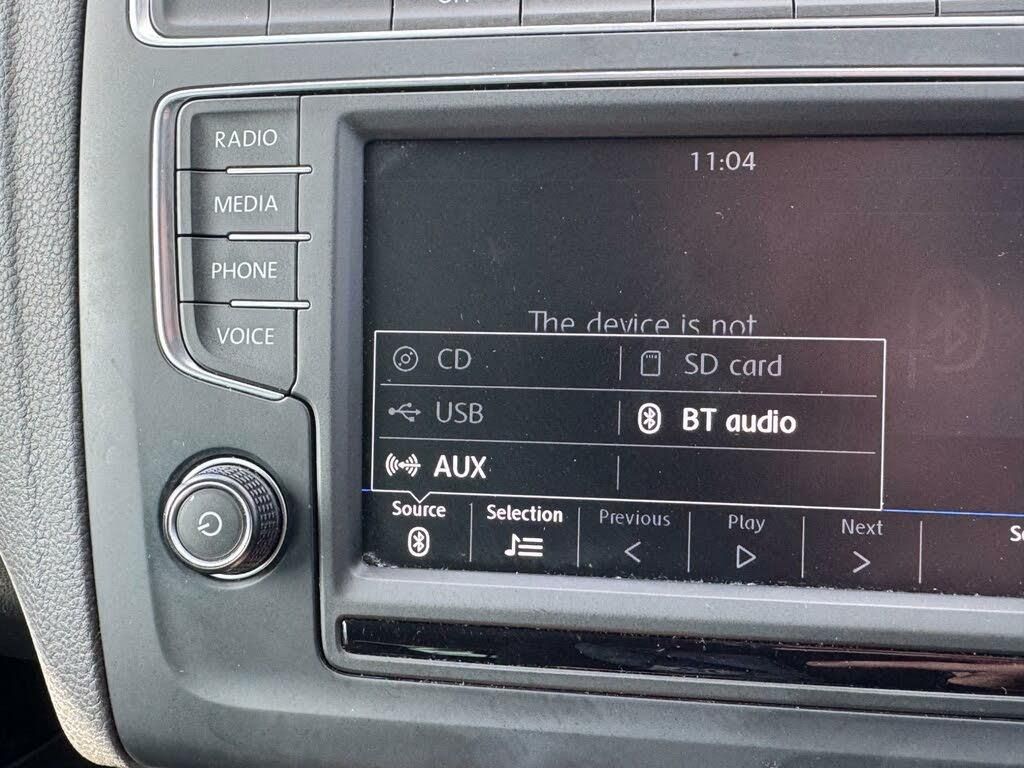 RADIO
MEDIA
PHONE
VOICE
11:04
The device is not
CD
SD card
USB
BT audio
AUX
Source
Selection
Previous
Play
Next